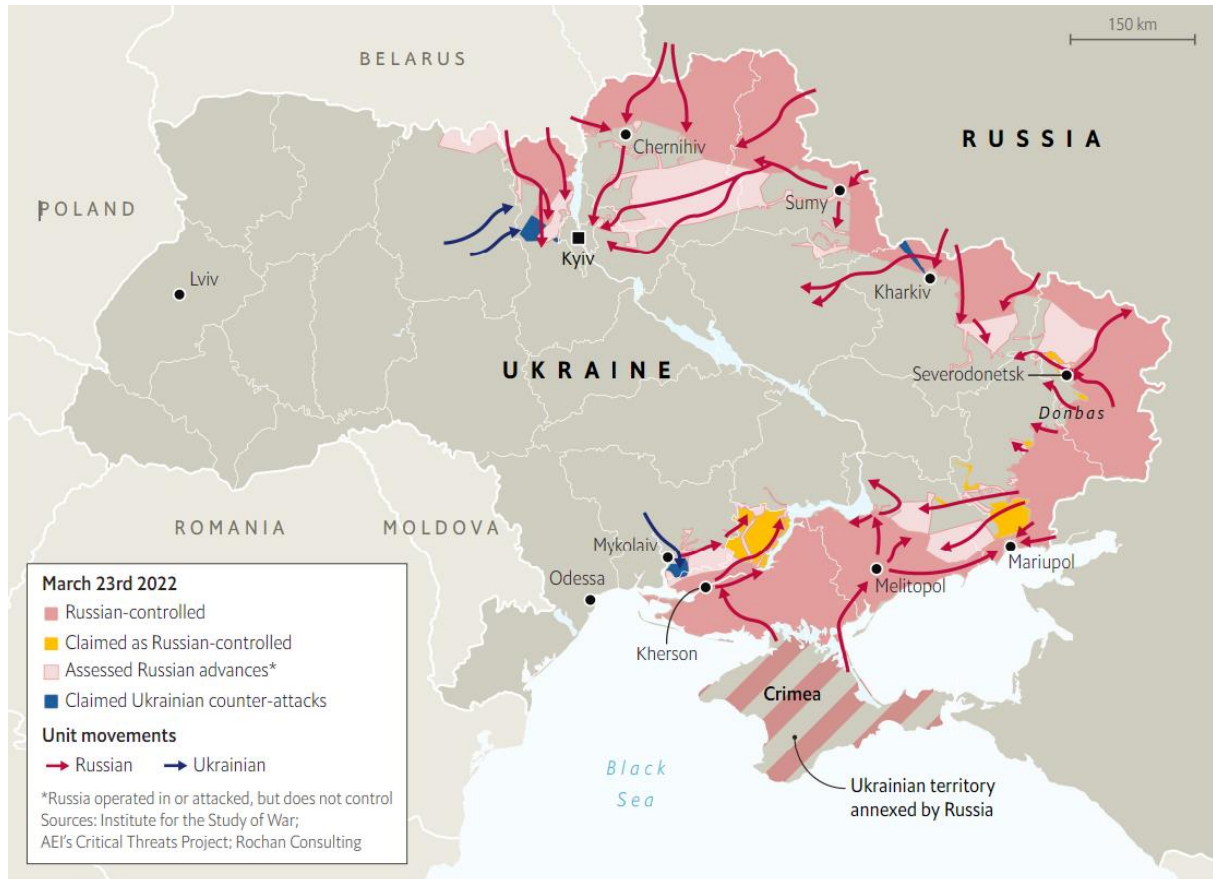 150 km
BELARUS
RUSSIA
Chernihiv
POLAND
Sumy
Kyiv
Lviv
Kharkiv
UKRAINE
Severodonetsk
Donbas
ROMANIA
MOLDOVA
Mykolaiv
Mariupol
Odessa
Melitopol
Kherson
Crimea
Black
Sea
Ukrainian territory
annexed by Russia
March 23rd 2022
Russian-controlled
Claimed as Russian-controlled
Assessed Russian advances*
Claimed Ukrainian counter-attacks
Unit movements
Russian Ukrainian
*Russia operated in or attacked, but does not control
Sources: Institute for the Study of War;
AEI's Critical Threats Project; Rochan Consulting